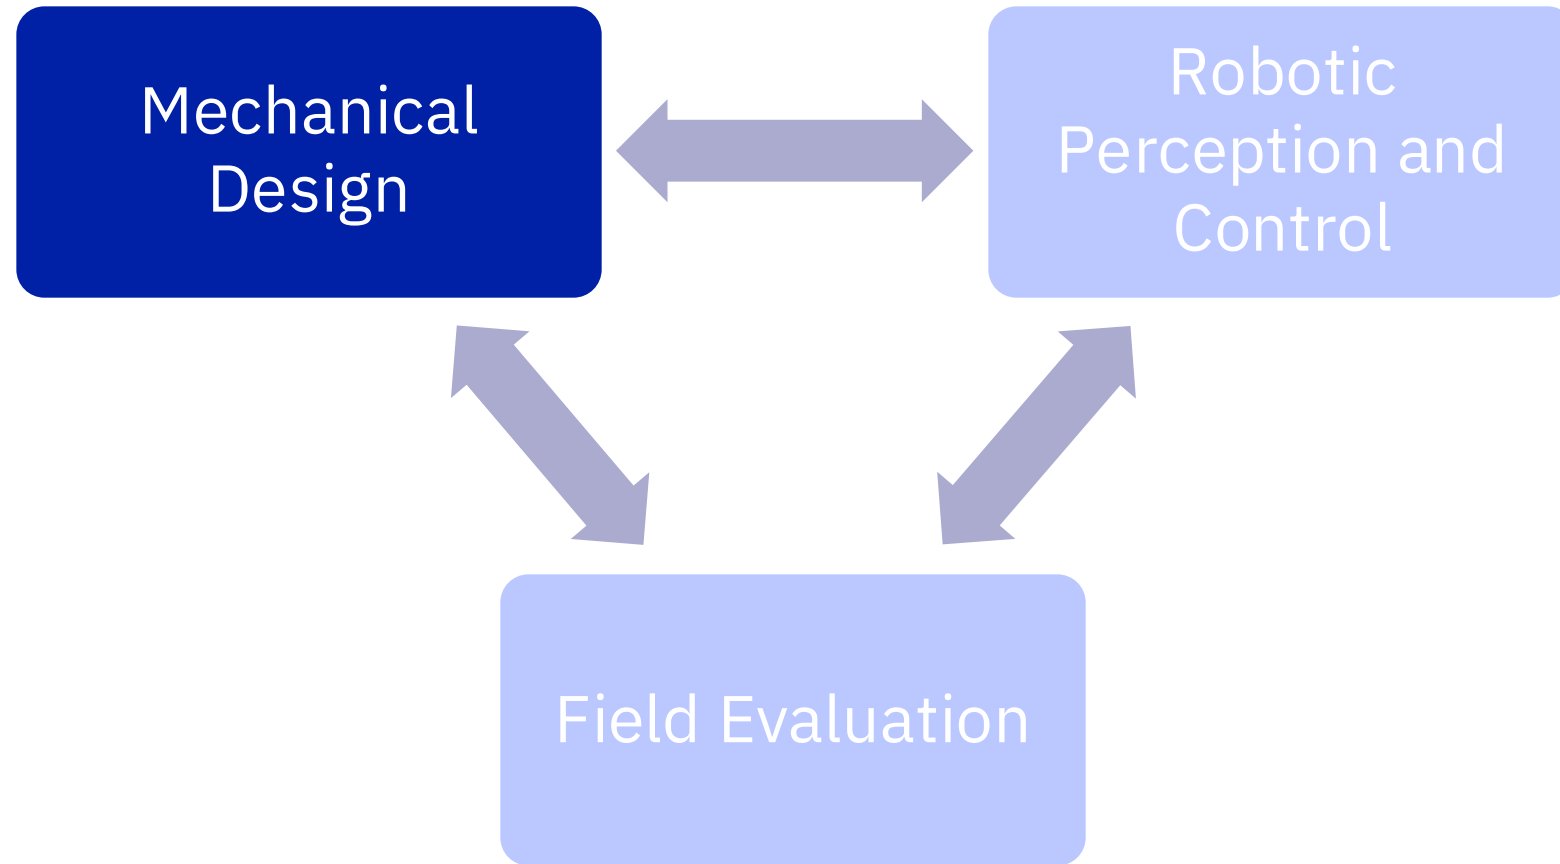 Mechanical
Design
Robotic
Perception and
Control
Field Evaluation